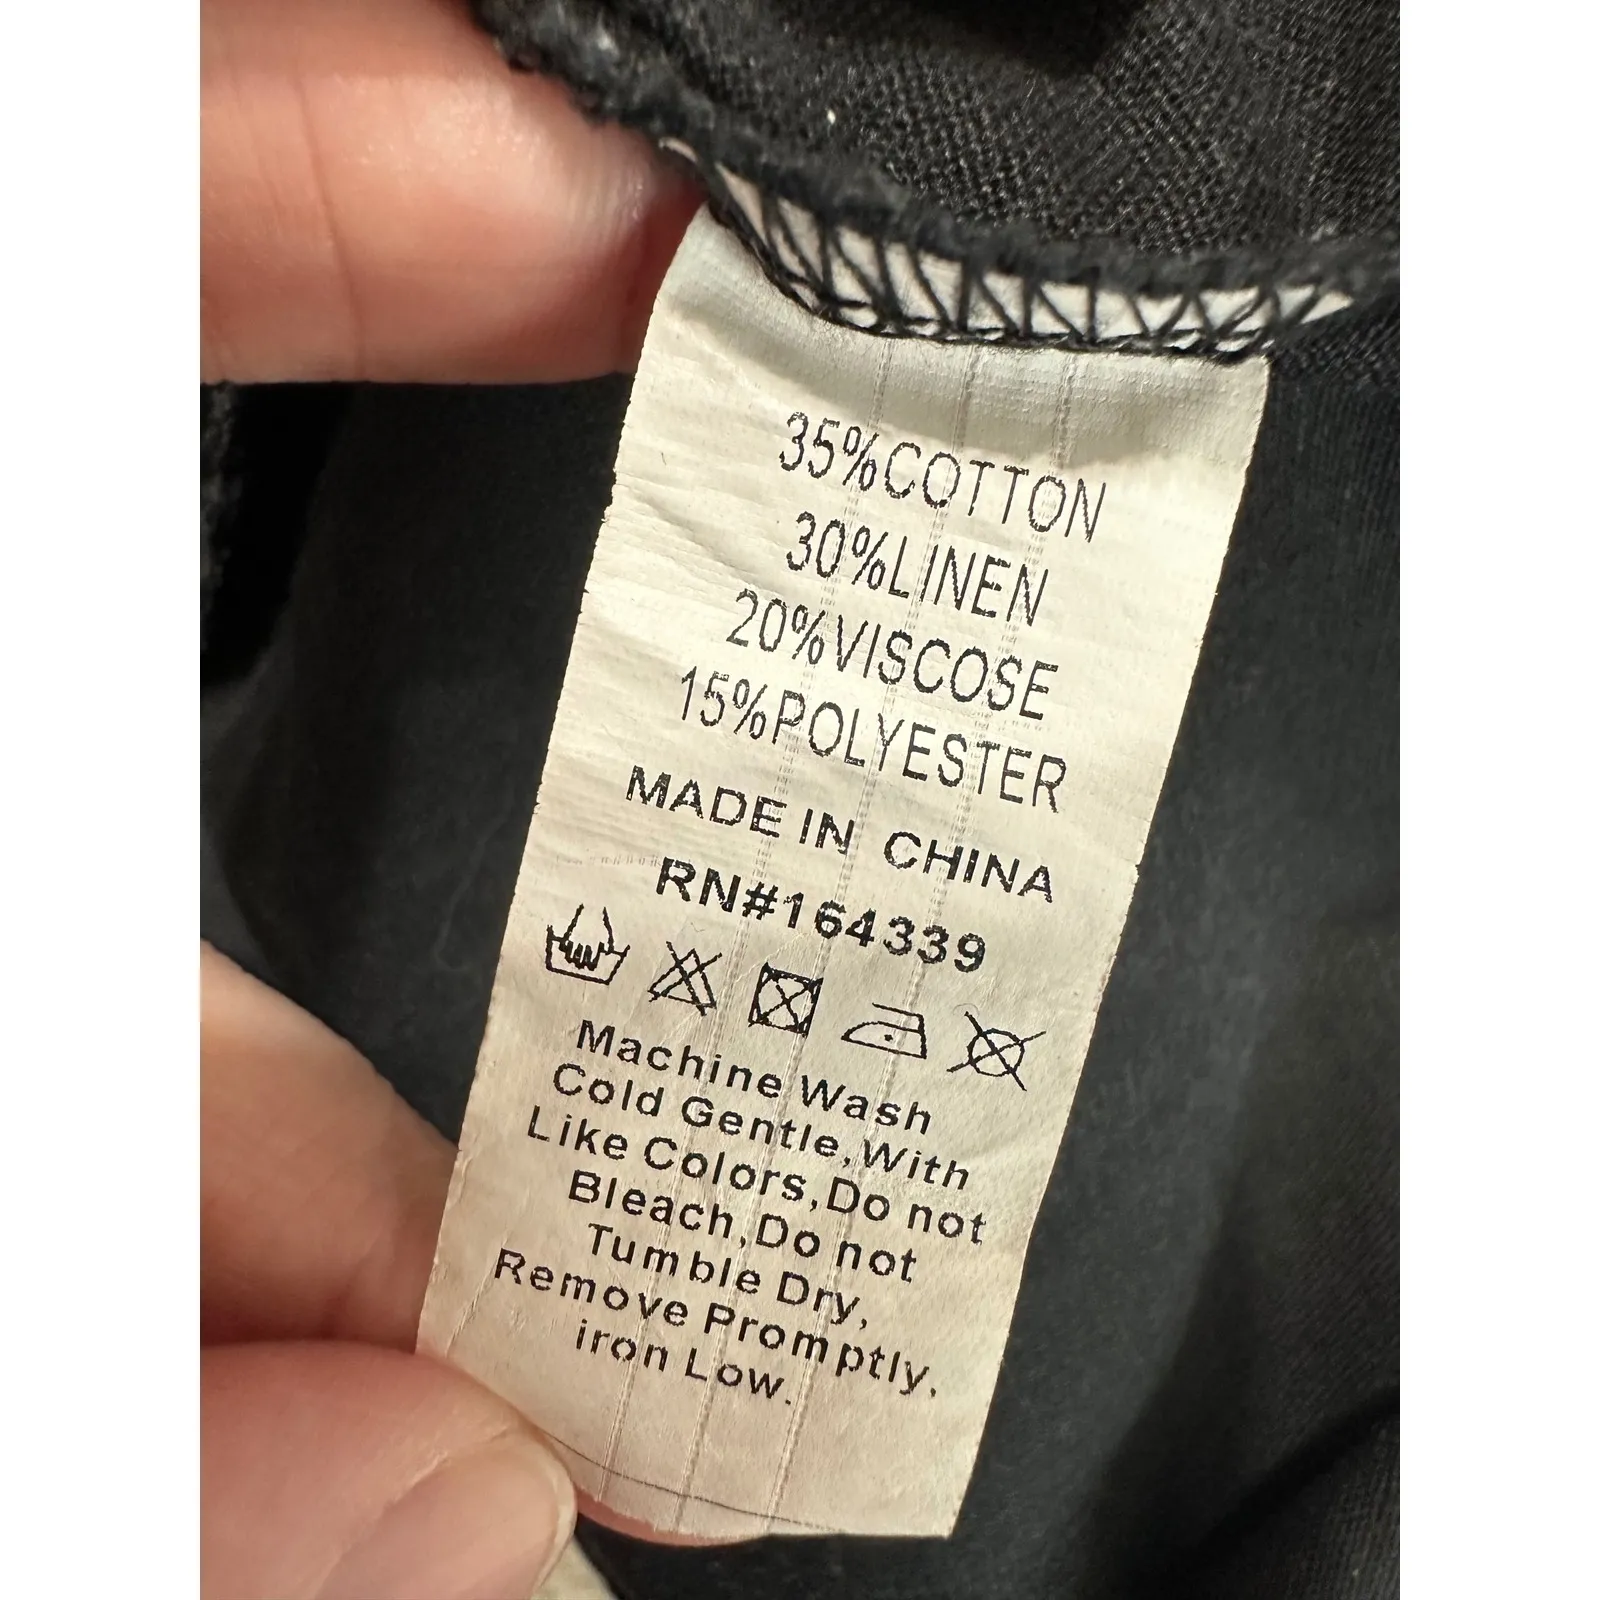 35%COTTON
30%LINEN
20%VISCOSE
15%POLYESTER
MADE IN CHINA
RN#164339
Machine Wash
Cold Gentle,With
Like Colors,Do not
Bleach,Do not
Tumble Dry,
Remove Promptly,
iron Low.